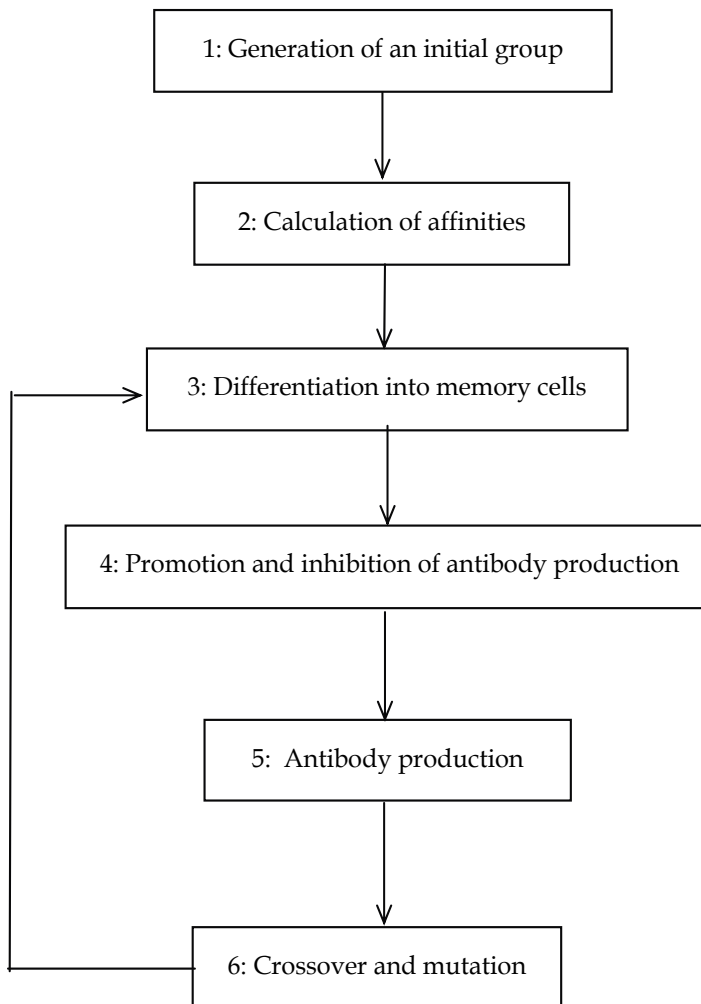 1: Generation of an initial group
2: Calculation of affinities
3: Differentiation into memory cells
4: Promotion and inhibition of antibody production
5: Antibody production
6: Crossover and mutation